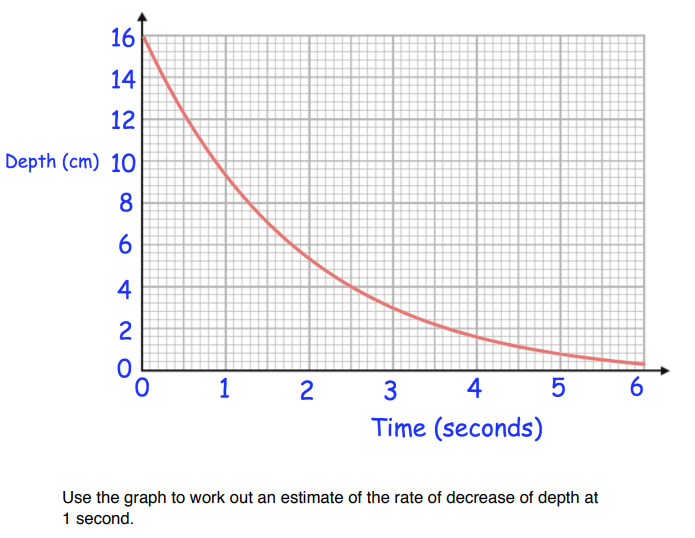 16
14
12
Depth (cm) 10
8
6
4
2
0
0 1 2 3 4 5 6
Time (seconds)
Use the graph to work out an estimate of the rate of decrease of depth at
1 second.